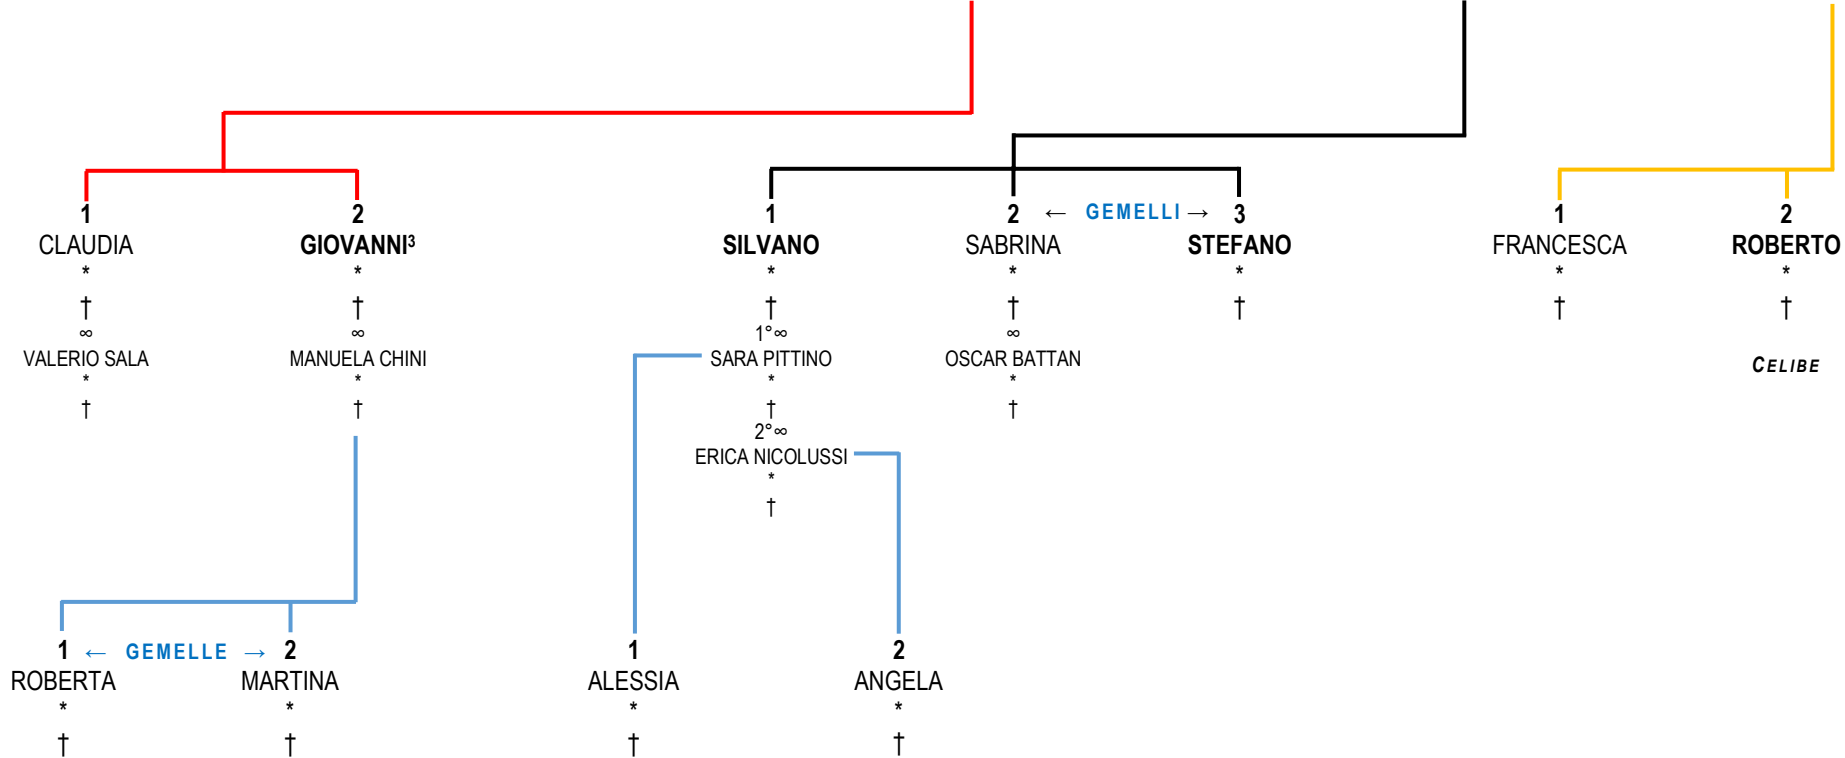 1 2 1 2 ← GEMELLI → 3 1 2
CLAUDIA GIOVANNI³ SILVANO SABRINA STEFANO FRANCESCA ROBERTO
* * * * * * *
† † † † † † †
∞ ∞ 1°∞ ∞
VALERIO SALA MANUELA CHINI SARA PITTINO OSCAR BATTAN CELIBE
* * * *
† † † †
2°∞
ERICA NICOLUSSI
*
†
1 ← GEMELLE → 2 1 2
ROBERTA MARTINA ALESSIA ANGELA
* * * *
† † † †